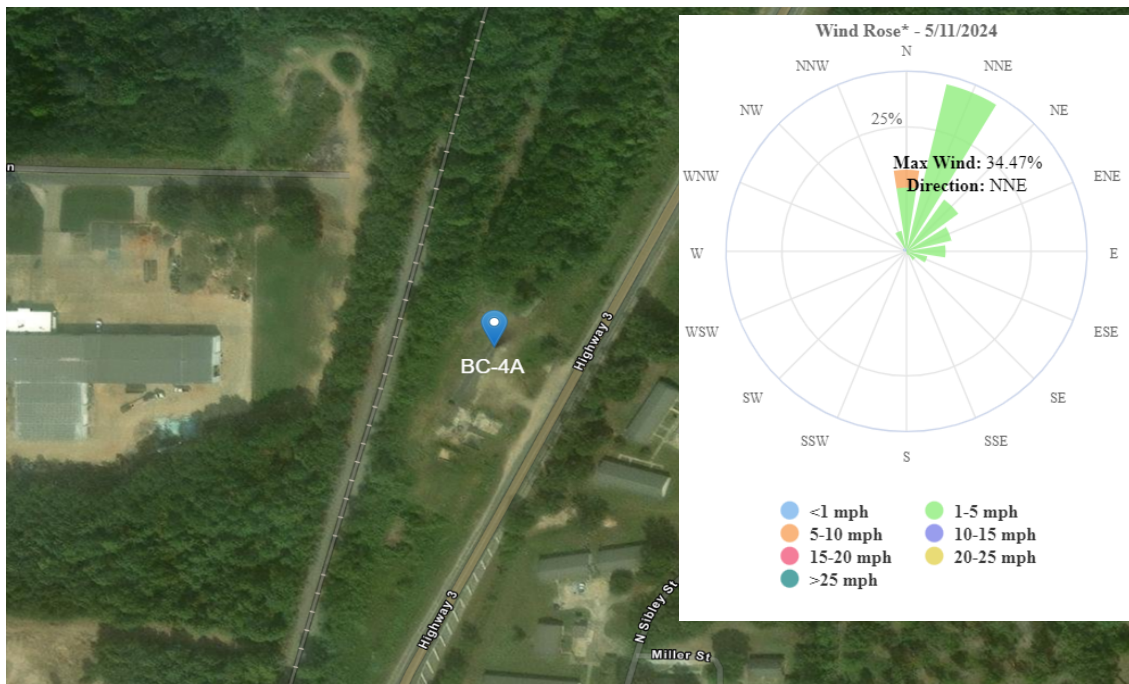 Wind Rose* - 5/11/2024
N
NNW
NNE
NW
NE
25%
Max Wind: 34.47%
Direction: NNE
WNW
ENE
W
E
WSW
ESE
SW
SE
SSW
SSE
S
<1 mph
1-5 mph
5-10 mph
10-15 mph
15-20 mph
20-25 mph
>25 mph
n
BC-4A
Highway 3
Highway 3
N Sibley St
Miller St